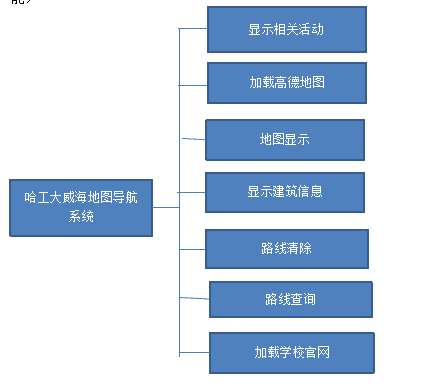 显示相关活动
加载高德地图
地图显示
显示建筑信息
哈工大威海地图导航
系统
路线清除
路线查询
加载学校官网